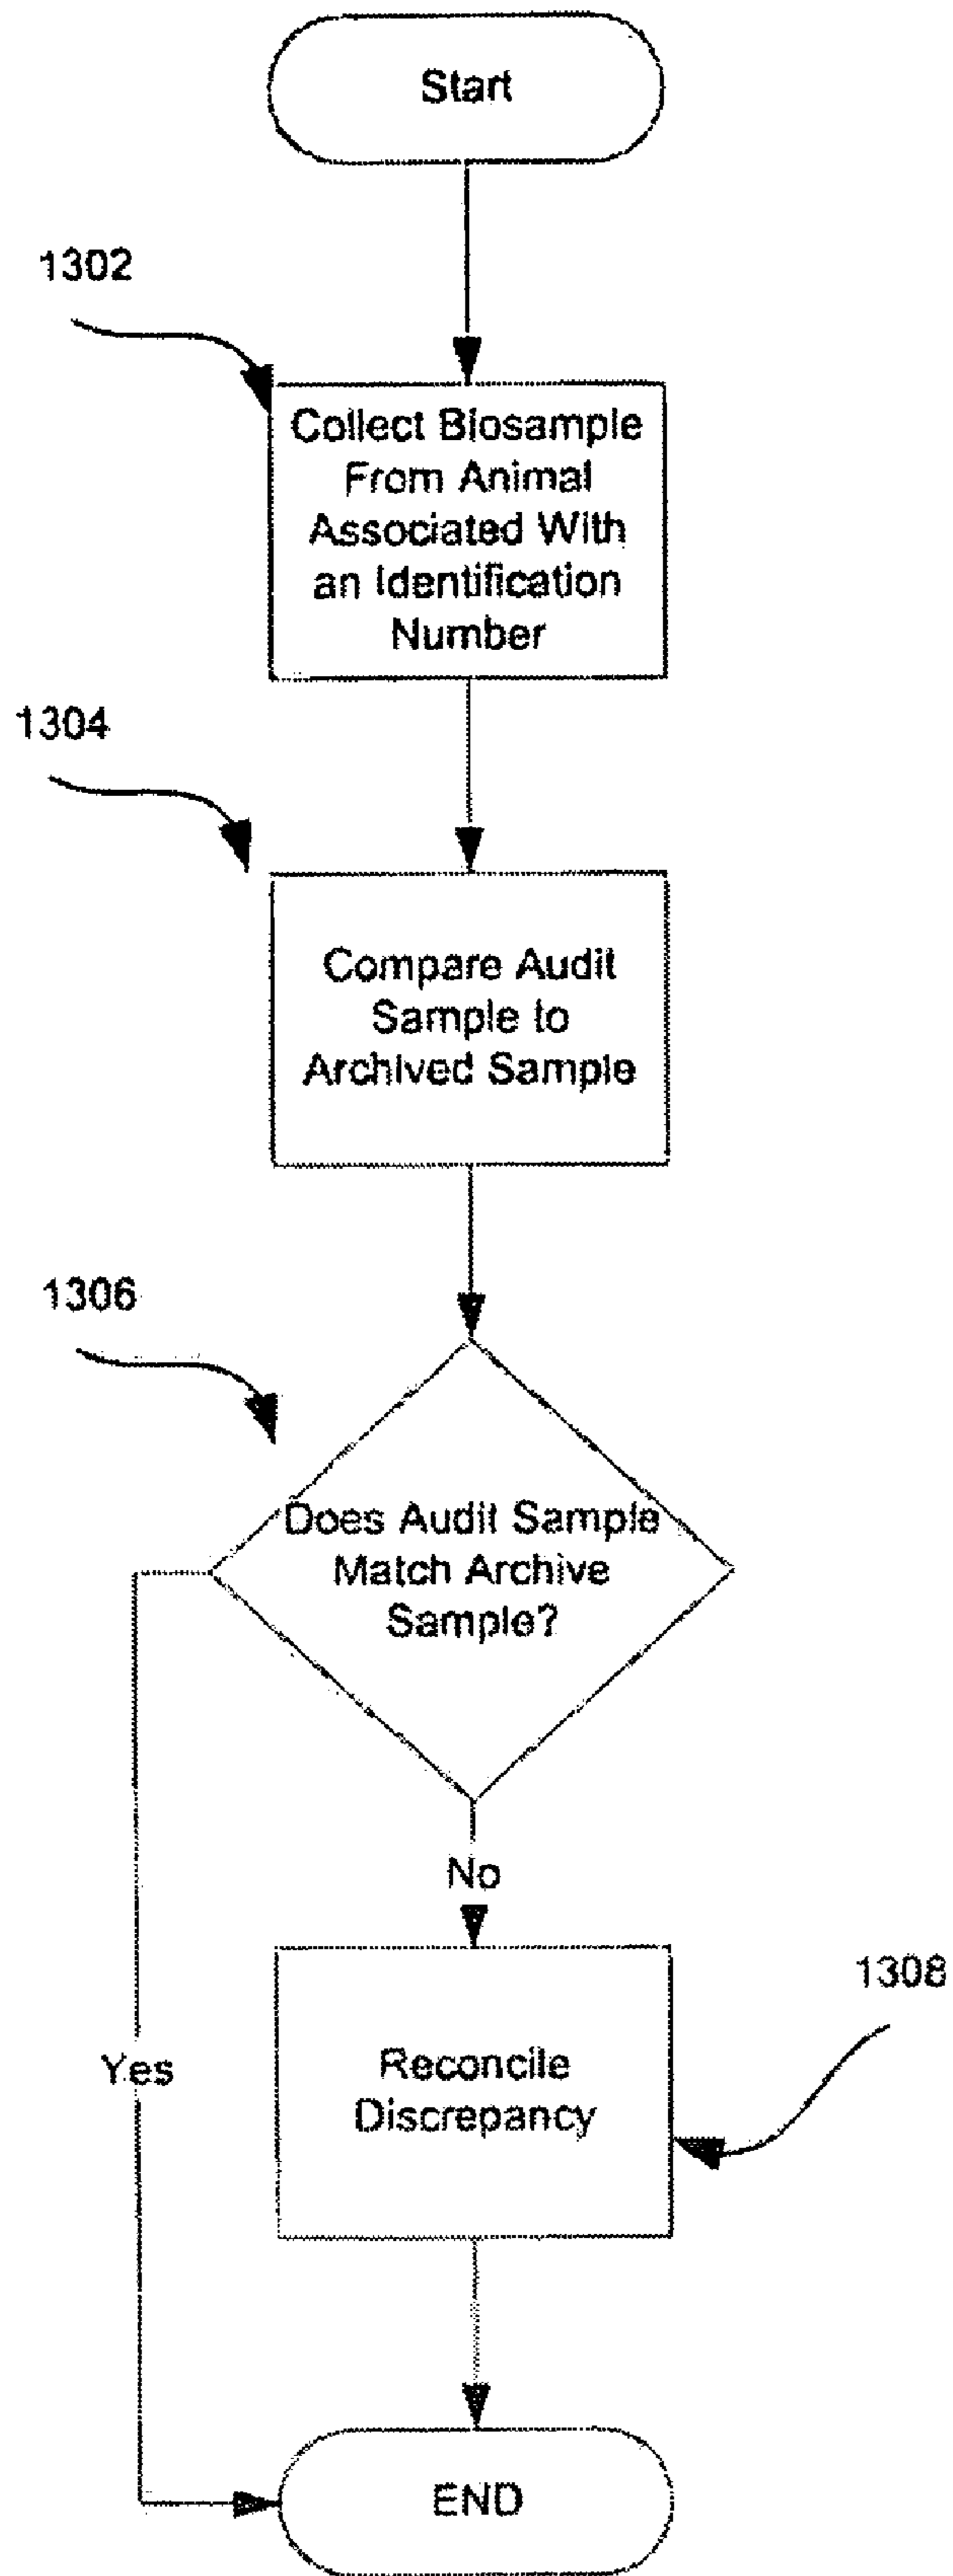 Start
1302
Collect Biosample
From Animal
Associated With
an Identification
Number
1304
Compare Audit
Sample to
Archived Sample
1306
Does Audit Sample
Match Archive
Sample?
No
1308
Reconcile
Discrepancy
Yes
END